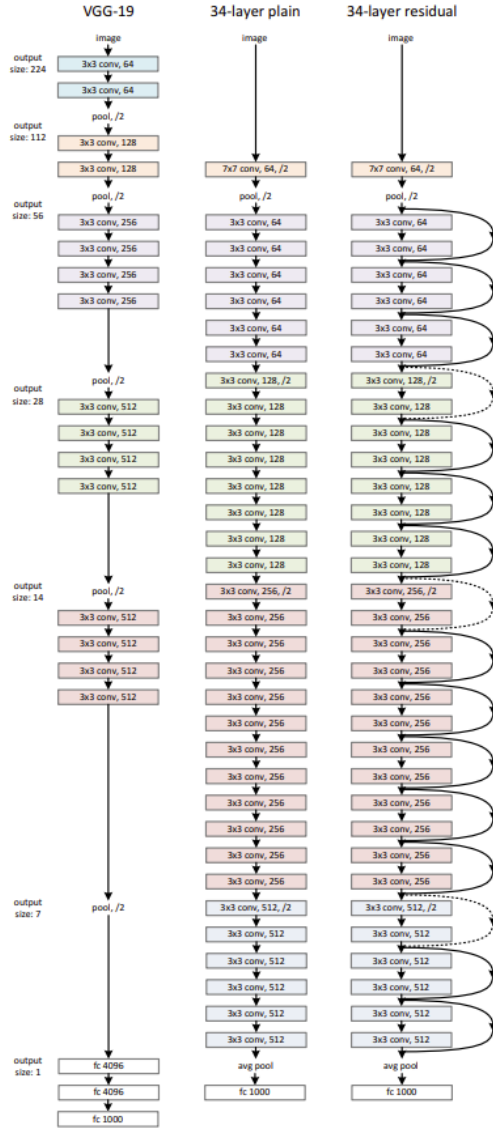 output
size: 224
output
size: 112
output
size: 56
output
size: 28
output
size: 14
output
size: 7
output
size: 1
VGG-19
image
3x3 conv, 64
3x3 conv, 64
pool, /2
3x3 conv, 128
3x3 conv, 128
pool, /2
3x3 conv, 256
3x3 conv, 256
3x3 conv, 256
3x3 conv, 256
pool, /2
3x3 conv, 512
3x3 conv, 512
3x3 conv, 512
3x3 conv, 512
pool, /2
3x3 conv, 512
3x3 conv, 512
3x3 conv, 512
3x3 conv, 512
pool, /2
fc 4096
fc 4096
fc 1000
34-layer plain
image
7x7 conv, 64, /2
pool, /2
3x3 conv, 64
3x3 conv, 64
3x3 conv, 64
3x3 conv, 64
3x3 conv, 64
3x3 conv, 64
3x3 conv, 128, /2
3x3 conv, 128
3x3 conv, 128
3x3 conv, 128
3x3 conv, 128
3x3 conv, 128
3x3 conv, 128
3x3 conv, 128
3x3 conv, 256, /2
3x3 conv, 256
3x3 conv, 256
3x3 conv, 256
3x3 conv, 256
3x3 conv, 256
3x3 conv, 256
3x3 conv, 256
3x3 conv, 256
3x3 conv, 256
3x3 conv, 256
3x3 conv, 256
3x3 conv, 512, /2
3x3 conv, 512
3x3 conv, 512
3x3 conv, 512
3x3 conv, 512
3x3 conv, 512
avg pool
fc 1000
34-layer residual
image
7x7 conv, 64, /2
pool, /2
3x3 conv, 64
3x3 conv, 64
3x3 conv, 64
3x3 conv, 64
3x3 conv, 64
3x3 conv, 64
3x3 conv, 128, /2
3x3 conv, 128
3x3 conv, 128
3x3 conv, 128
3x3 conv, 128
3x3 conv, 128
3x3 conv, 128
3x3 conv, 128
3x3 conv, 256, /2
3x3 conv, 256
3x3 conv, 256
3x3 conv, 256
3x3 conv, 256
3x3 conv, 256
3x3 conv, 256
3x3 conv, 256
3x3 conv, 256
3x3 conv, 256
3x3 conv, 256
3x3 conv, 256
3x3 conv, 512, /2
3x3 conv, 512
3x3 conv, 512
3x3 conv, 512
3x3 conv, 512
3x3 conv, 512
avg pool
fc 1000